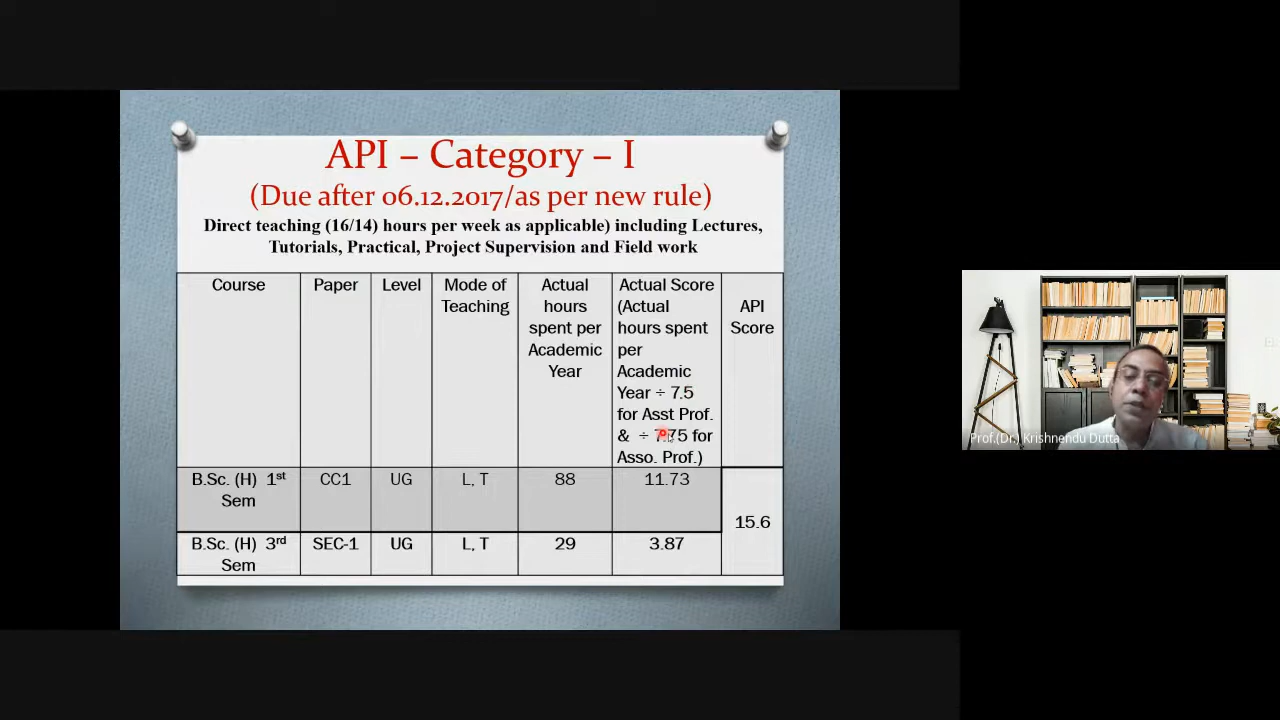 API – Category – I
(Due after 06.12.2017/as per new rule)
Direct teaching (16/14) hours per week as applicable) including Lectures,
Tutorials, Practical, Project Supervision and Field work
Course
Paper
Level
Mode of
Teaching
Actual
hours
spent per
Academic
Year
Actual Score
(Actual
hours spent
per
Academic
Year ÷ 7.5
for Asst Prof.
& ÷ 7.75 for
Asso. Prof.)
API
Score
B.Sc. (H) 1st
Sem
CC1
UG
L, T
88
11.73
15.6
B.Sc. (H) 3rd
Sem
SEC-1
UG
L, T
29
3.87
Prof.(Dr.) Krishnendu Dutta